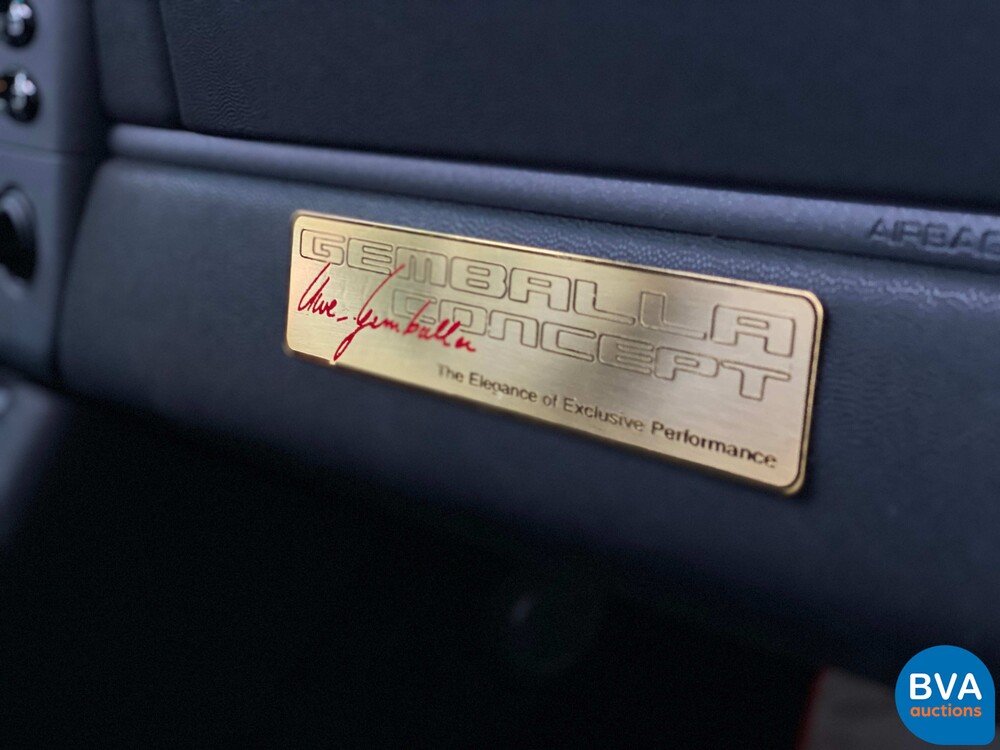 AIRBAG
GEMBALLA
CONCEPT
Uwe Gemballa
The Elegance of Exclusive Performance
BVA
auctions